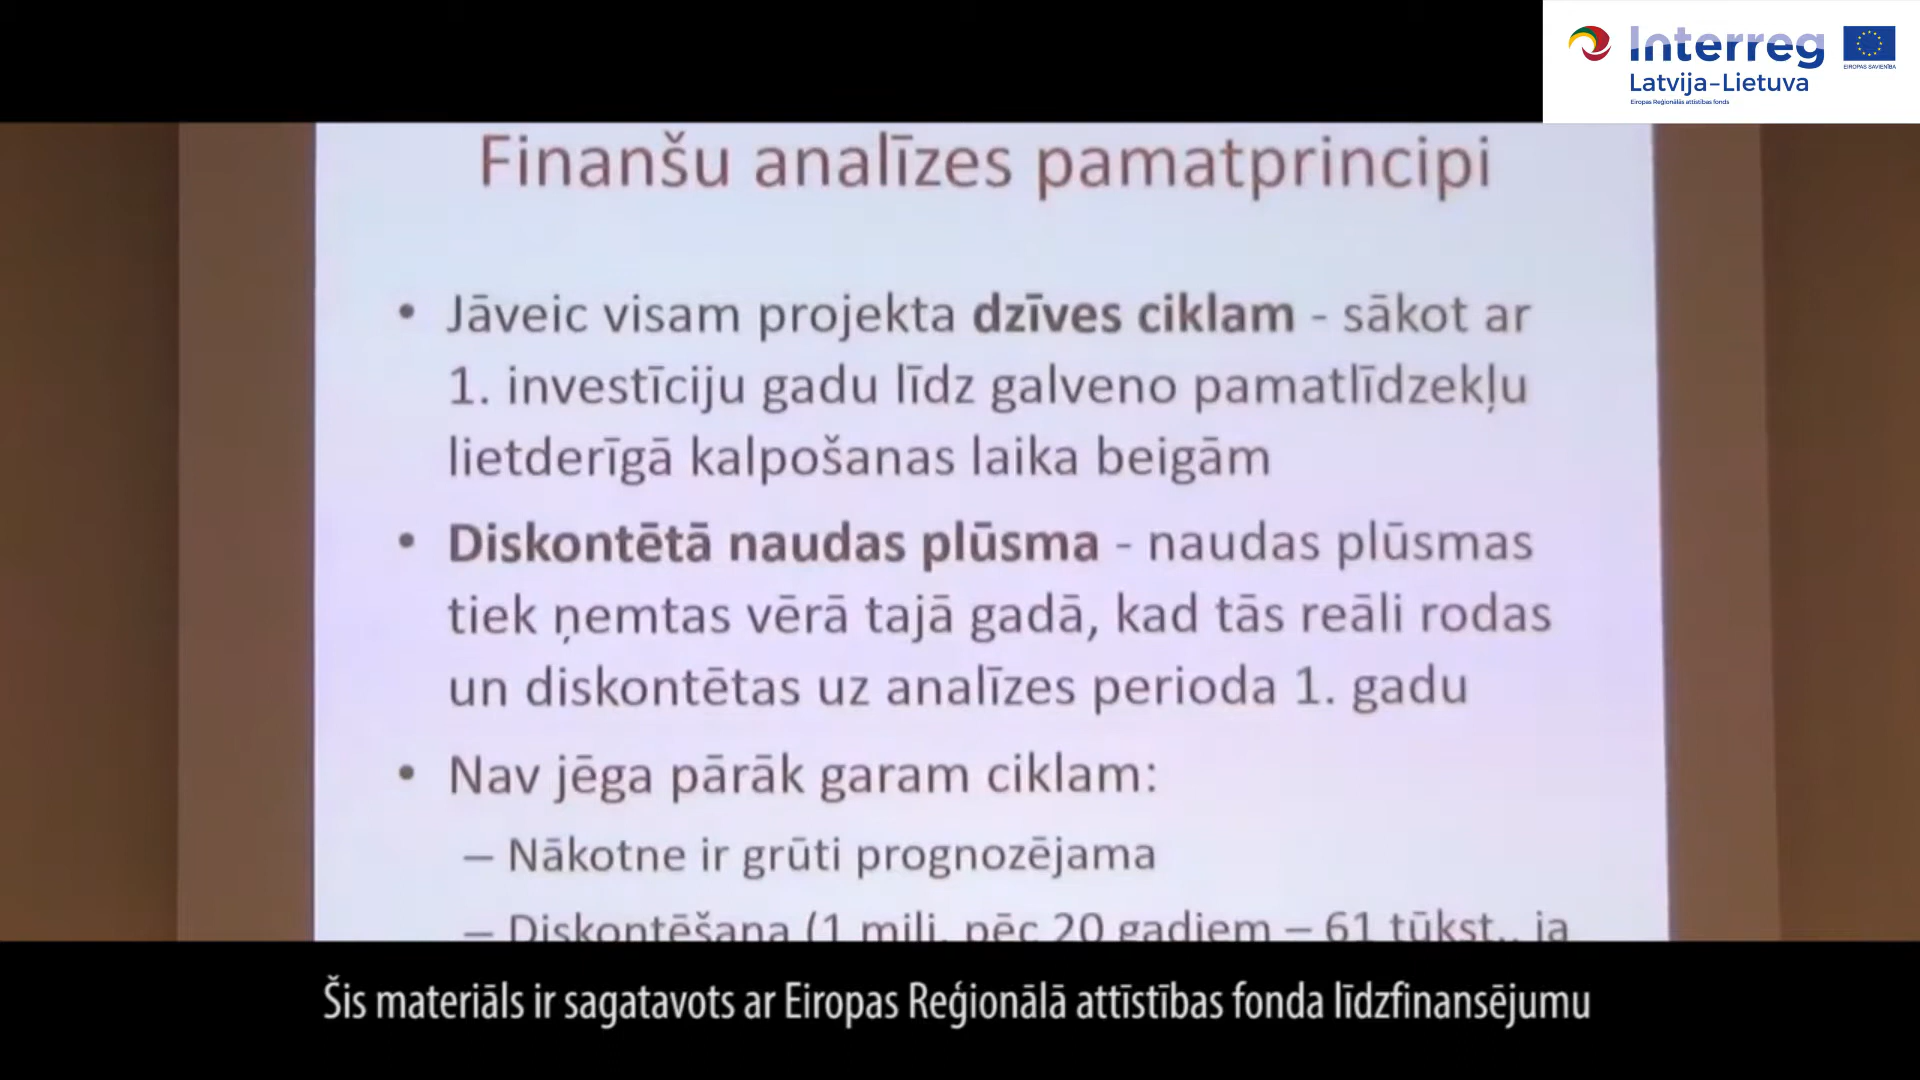 Interreg
EIROPAS SAVIENĪBA
Latvija–Lietuva
Eiropas Reģionālās attīstības fonds
Finanšu analīzes pamatprincipi
• Jāveic visam projekta dzīves ciklam - sākot ar
1. investīciju gadu līdz galveno pamatlīdzekļu
lietderīgā kalpošanas laika beigām
• Diskontētā naudas plūsma - naudas plūsmas
tiek ņemtas vērā tajā gadā, kad tās reāli rodas
un diskontētas uz analīzes perioda 1. gadu
• Nav jēga pārāk garam ciklam:
– Nākotne ir grūti prognozējama
– Diskontēšana (1 milj. pēc 20 gadiem – 61 tūkst., ja
Šis materiāls ir sagatavots ar Eiropas Reģionālā attīstības fonda līdzfinansējumu